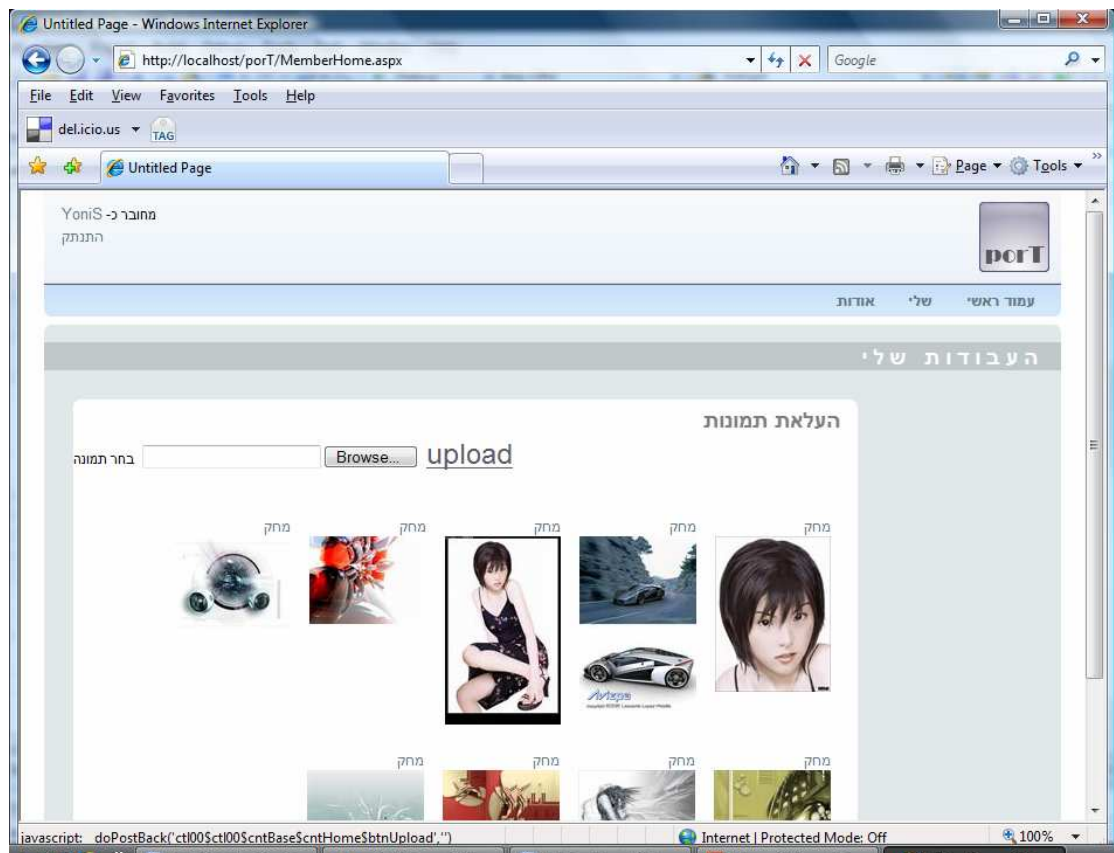 Untitled Page - Windows Internet Explorer
http://localhost/porT/MemberHome.aspx
Google
File Edit View Favorites Tools Help
del.icio.us TAG
Untitled Page
Page Tools
מחובר כ- YoniS
התנתק
porT
עמוד ראשי שלי אודות
העבודות שלי
העלאת תמונות
בחר תמונה Browse... upload
מחק מחק מחק מחק מחק
Avispa
מחק מחק מחק מחק
javascript:__doPostBack('ctl00$ctl00$cntBase$cntHome$btnUpload','')
Internet | Protected Mode: Off
100%